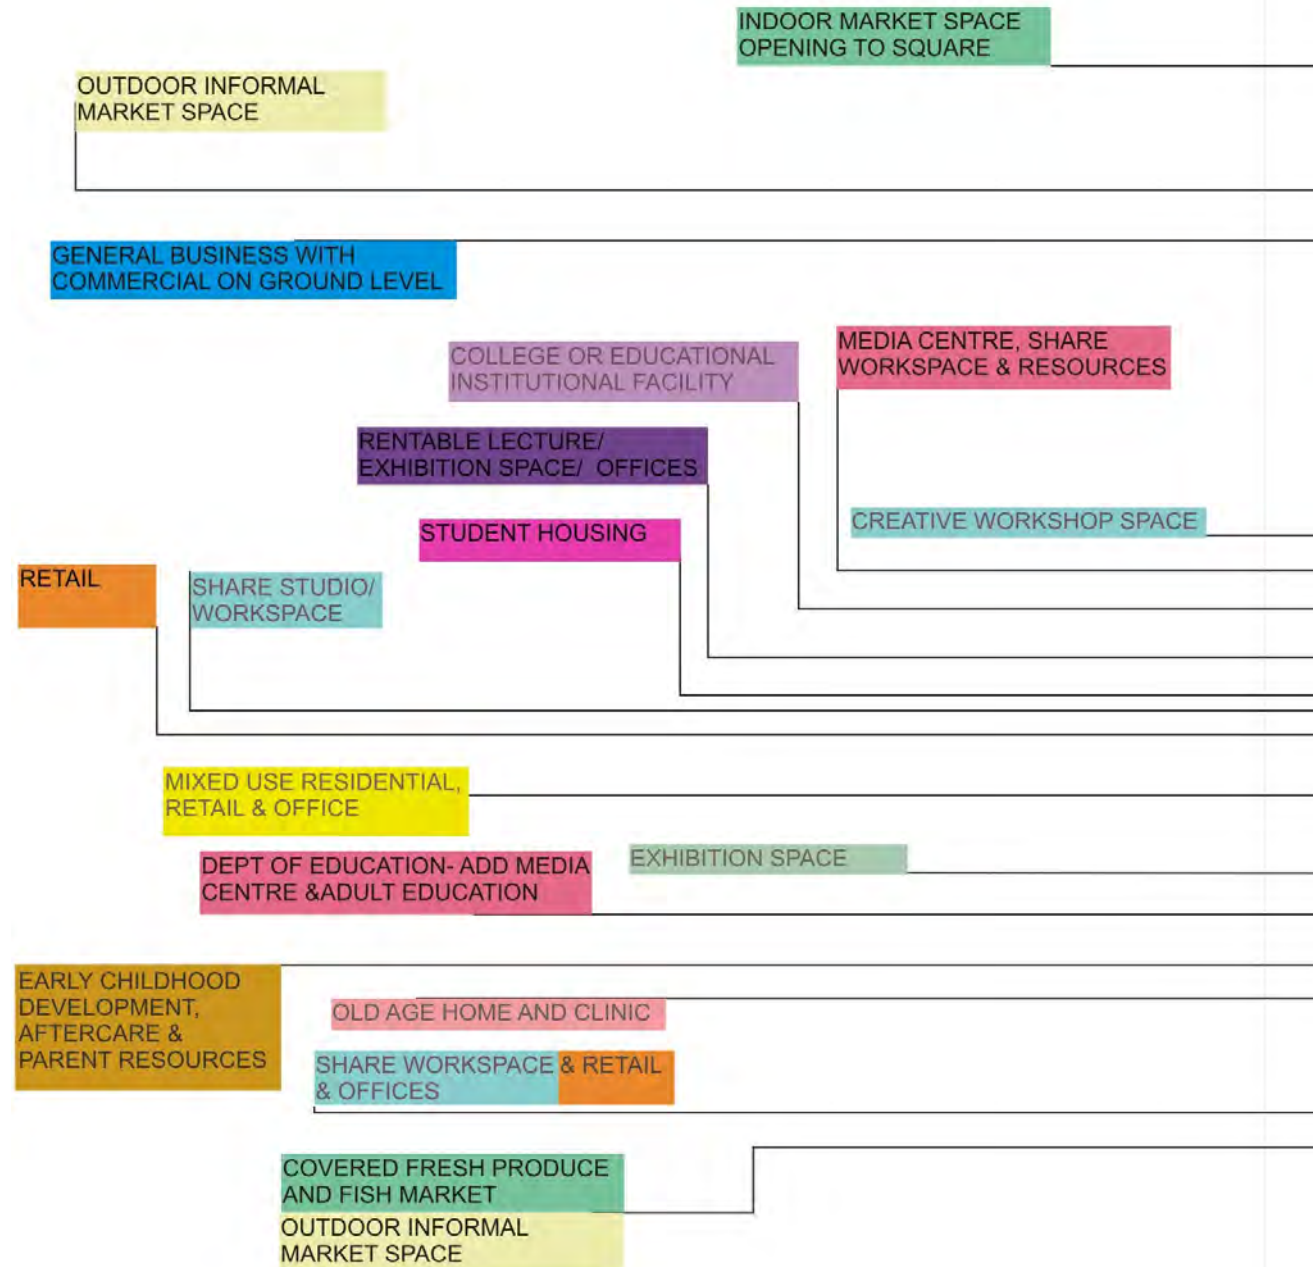 INDOOR MARKET SPACE
OPENING TO SQUARE
OUTDOOR INFORMAL
MARKET SPACE
GENERAL BUSINESS WITH
COMMERCIAL ON GROUND LEVEL
MEDIA CENTRE, SHARE
WORKSPACE & RESOURCES
COLLEGE OR EDUCATIONAL
INSTITUTIONAL FACILITY
RENTABLE LECTURE/
EXHIBITION SPACE/ OFFICES
CREATIVE WORKSHOP SPACE
STUDENT HOUSING
RETAIL
SHARE STUDIO/
WORKSPACE
MIXED USE RESIDENTIAL,
RETAIL & OFFICE
DEPT OF EDUCATION- ADD MEDIA
CENTRE &ADULT EDUCATION
EXHIBITION SPACE
EARLY CHILDHOOD
DEVELOPMENT,
AFTERCARE &
PARENT RESOURCES
OLD AGE HOME AND CLINIC
SHARE WORKSPACE & RETAIL
& OFFICES
COVERED FRESH PRODUCE
AND FISH MARKET
OUTDOOR INFORMAL
MARKET SPACE